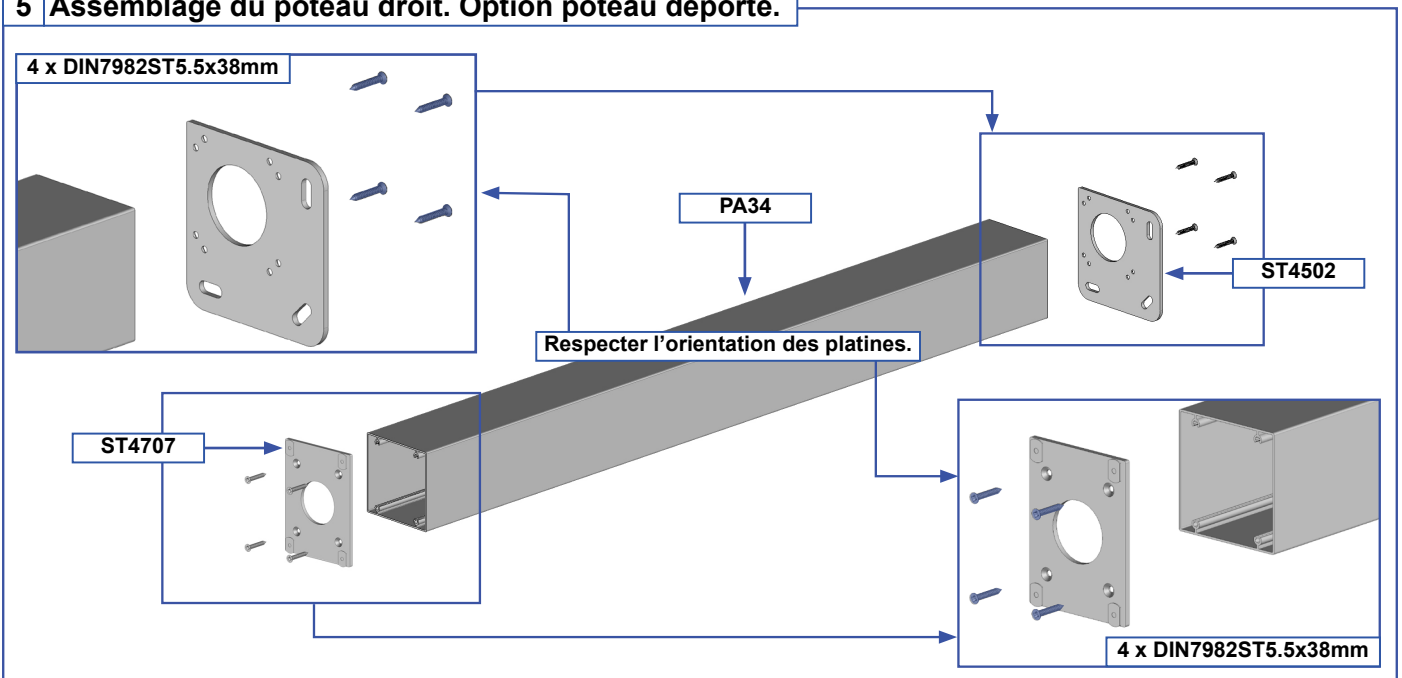 5 Assemblage du poteau droit. Option poteau déporté.
4 x DIN7982ST5.5x38mm
PA34
ST4502
Respecter l’orientation des platines.
ST4707
4 x DIN7982ST5.5x38mm